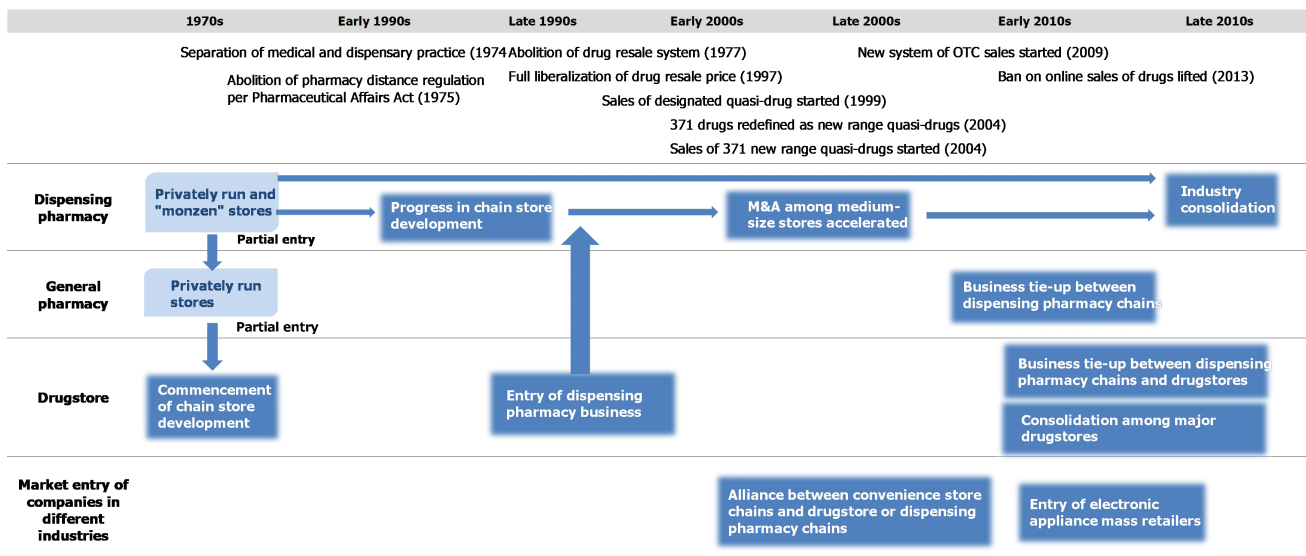 1970s Early 1990s Late 1990s Early 2000s Late 2000s Early 2010s Late 2010s
Separation of medical and dispensary practice (1974
Abolition of drug resale system (1977)
New system of OTC sales started (2009)
Abolition of pharmacy distance regulation
per Pharmaceutical Affairs Act (1975)
Full liberalization of drug resale price (1997)
Ban on online sales of drugs lifted (2013)
Sales of designated quasi-drug started (1999)
371 drugs redefined as new range quasi-drugs (2004)
Sales of 371 new range quasi-drugs started (2004)
Dispensing
pharmacy
Privately run and
"monzen" stores
Progress in chain store
development
M&A among medium-
size stores accelerated
Industry
consolidation
Partial entry
General
pharmacy
Privately run
stores
Business tie-up between
dispensing pharmacy chains
Partial entry
Drugstore
Commencement
of chain store
development
Entry of dispensing
pharmacy business
Business tie-up between dispensing
pharmacy chains and drugstores
Consolidation among major
drugstores
Market entry of
companies in
different
industries
Alliance between convenience store
chains and drugstore or dispensing
pharmacy chains
Entry of electronic
appliance mass retailers